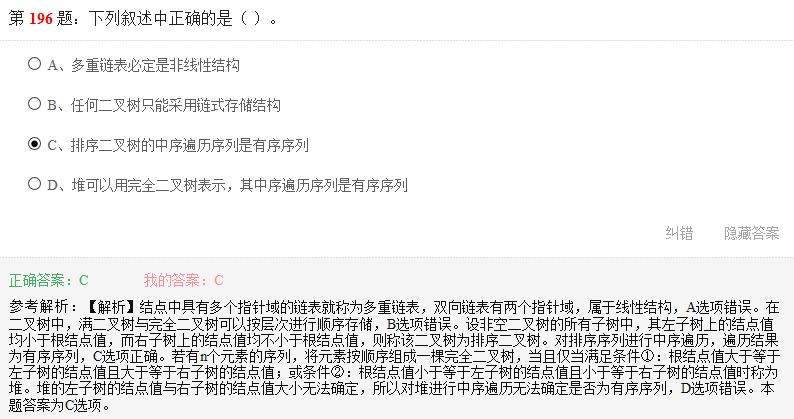 第 196 题：下列叙述中正确的是（ ）。
A、多重链表必定是非线性结构
B、任何二叉树只能采用链式存储结构
C、排序二叉树的中序遍历序列是有序序列
D、堆可以用完全二叉树表示，其中序遍历序列是有序序列
纠错 隐藏答案
正确答案：C 我的答案：C
参考解析：【解析】结点中具有多个指针域的链表就称为多重链表，双向链表有两个指针域，属于线性结构，A选项错误。在
二叉树中，满二叉树与完全二叉树可以按层次进行顺序存储，B选项错误。设非空二叉树的所有子树中，其左子树上的结点值
均小于根结点值，而右子树上的结点值均不小于根结点值，则称该二叉树为排序二叉树。对排序序列进行中序遍历，遍历结果
为有序序列，C选项正确。若有n个元素的序列，将元素按顺序组成一棵完全二叉树，当且仅当满足条件①：根结点值大于等于
左子树的结点值且大于等于右子树的结点值；或条件②：根结点值小于等于左子树的结点值且小于等于右子树的结点值时称为
堆。堆的左子树的结点值与右子树的结点值大小无法确定，所以对堆进行中序遍历无法确定是否为有序序列，D选项错误。本
题答案为C选项。